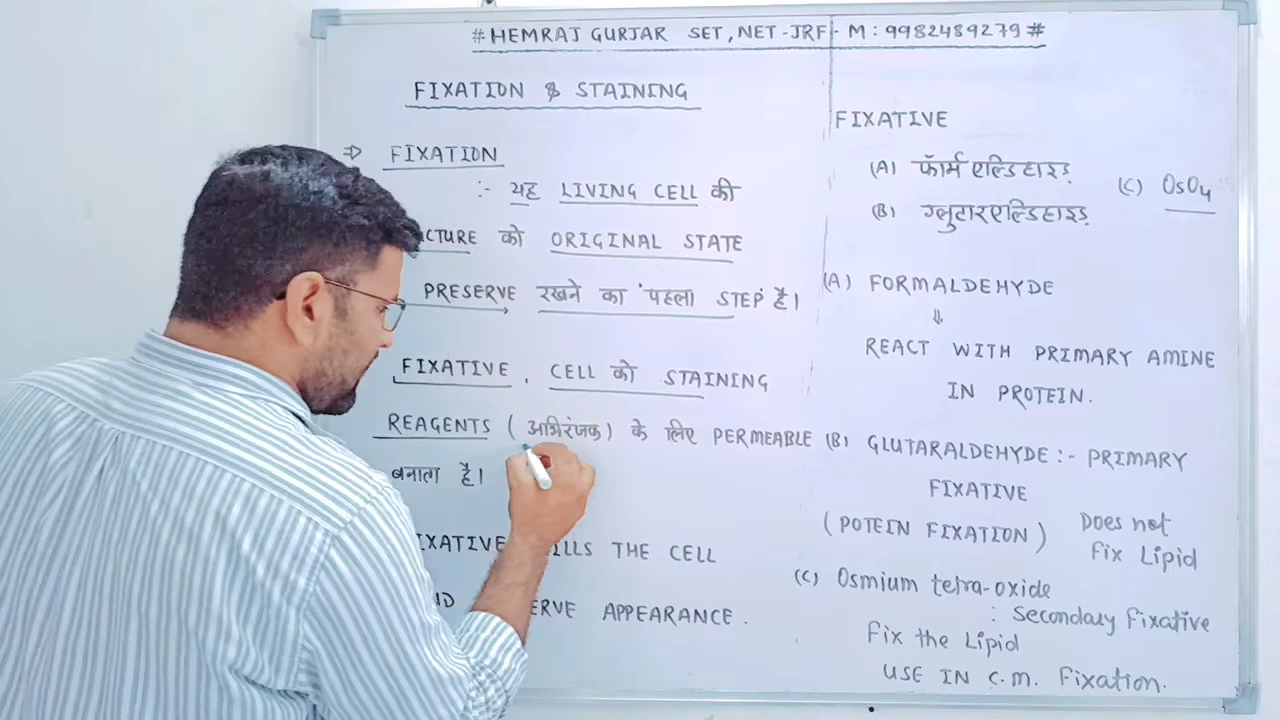 #HEMRAJ GURJAR SET, NET-JRF- M: 9982489279#
FIXATION & STAINING
⇒ FIXATION
:- यह LIVING CELL की
CTURE को ORIGINAL STATE
PRESERVE रखने का 'पहला STEP' है।
FIXATIVE, CELL को STAINING
REAGENTS (अभिरंजक) के लिए PERMEABLE
बनाता है।
IXATIVE ILLS THE CELL
ERVE APPEARANCE.
FIXATIVE
(A) फॉर्मएल्डिहाइड
(B) ग्लुटारएल्डिहाइड
(C) OsO4
(A) FORMALDEHYDE
⇓
REACT WITH PRIMARY AMINE
IN PROTEIN.
(B) GLUTARALDEHYDE:- PRIMARY
FIXATIVE
(POTEIN FIXATION)
Does not
fix Lipid
(C) Osmium tetra-oxide
: Secondary fixative
Fix the Lipid
USE IN C.M. Fixation.